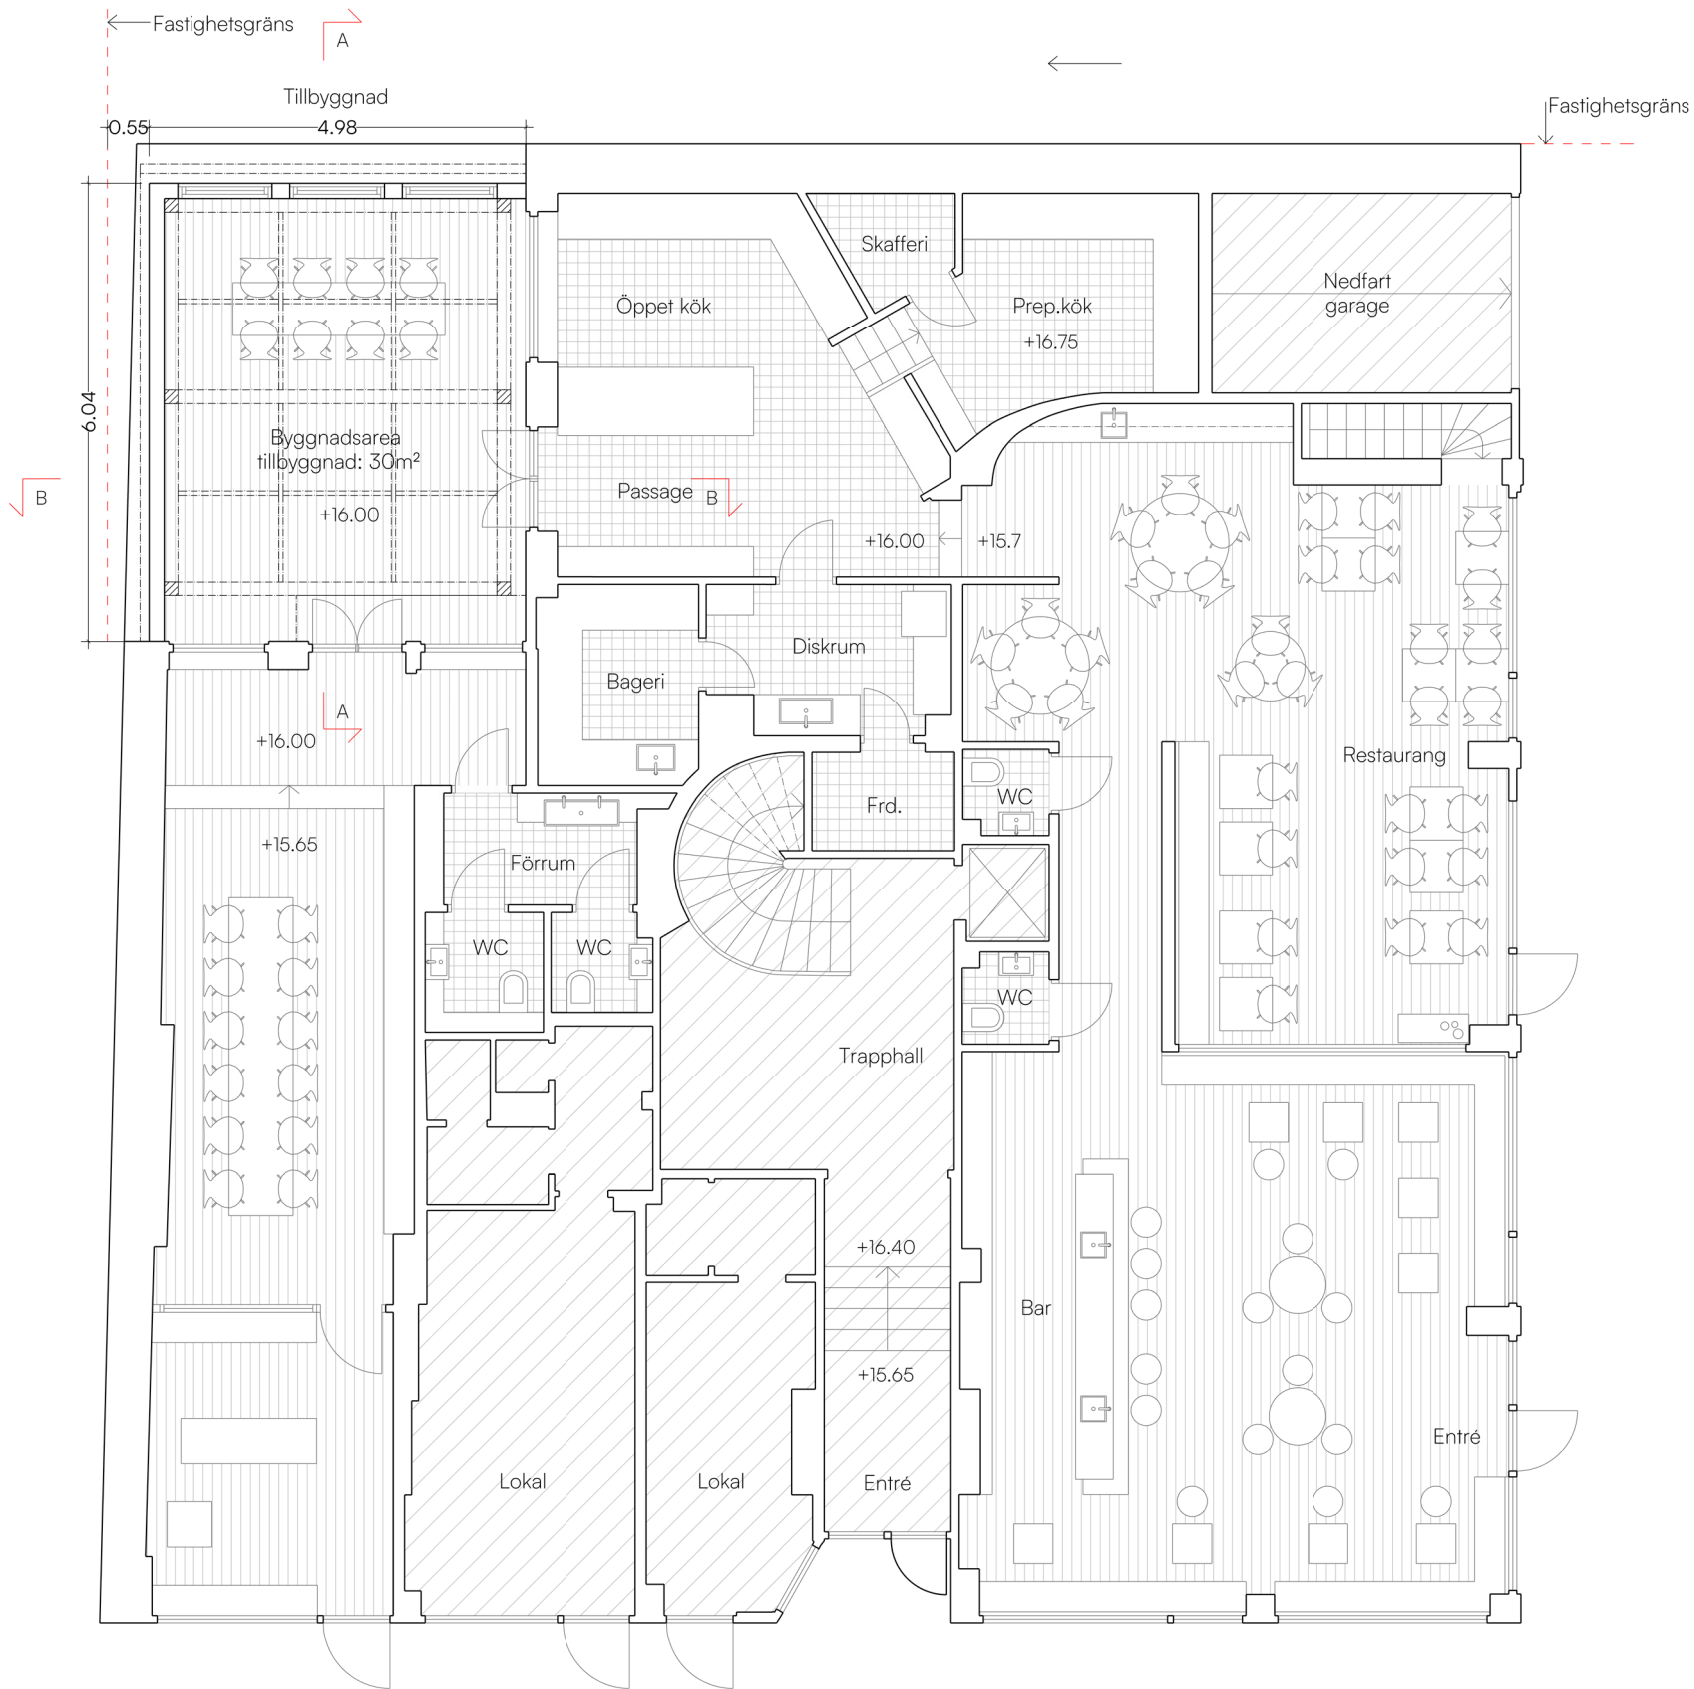 Fastighetsgräns
A
Tillbyggnad
Fastighetsgräns
0.55
4.98
Skafferi
Öppet kök
Prep.kök
+16.75
Nedfart
garage
6.04
Byggnadsarea
tillbyggnad: 30m²
+16.00
B
Passage
B
+16.00
+15.7
Diskrum
Bageri
A
+16.00
Restaurang
WC
Frd.
+15.65
Förrum
WC
WC
WC
Trapphall
+16.40
Bar
+15.65
Entré
Lokal
Lokal
Entré